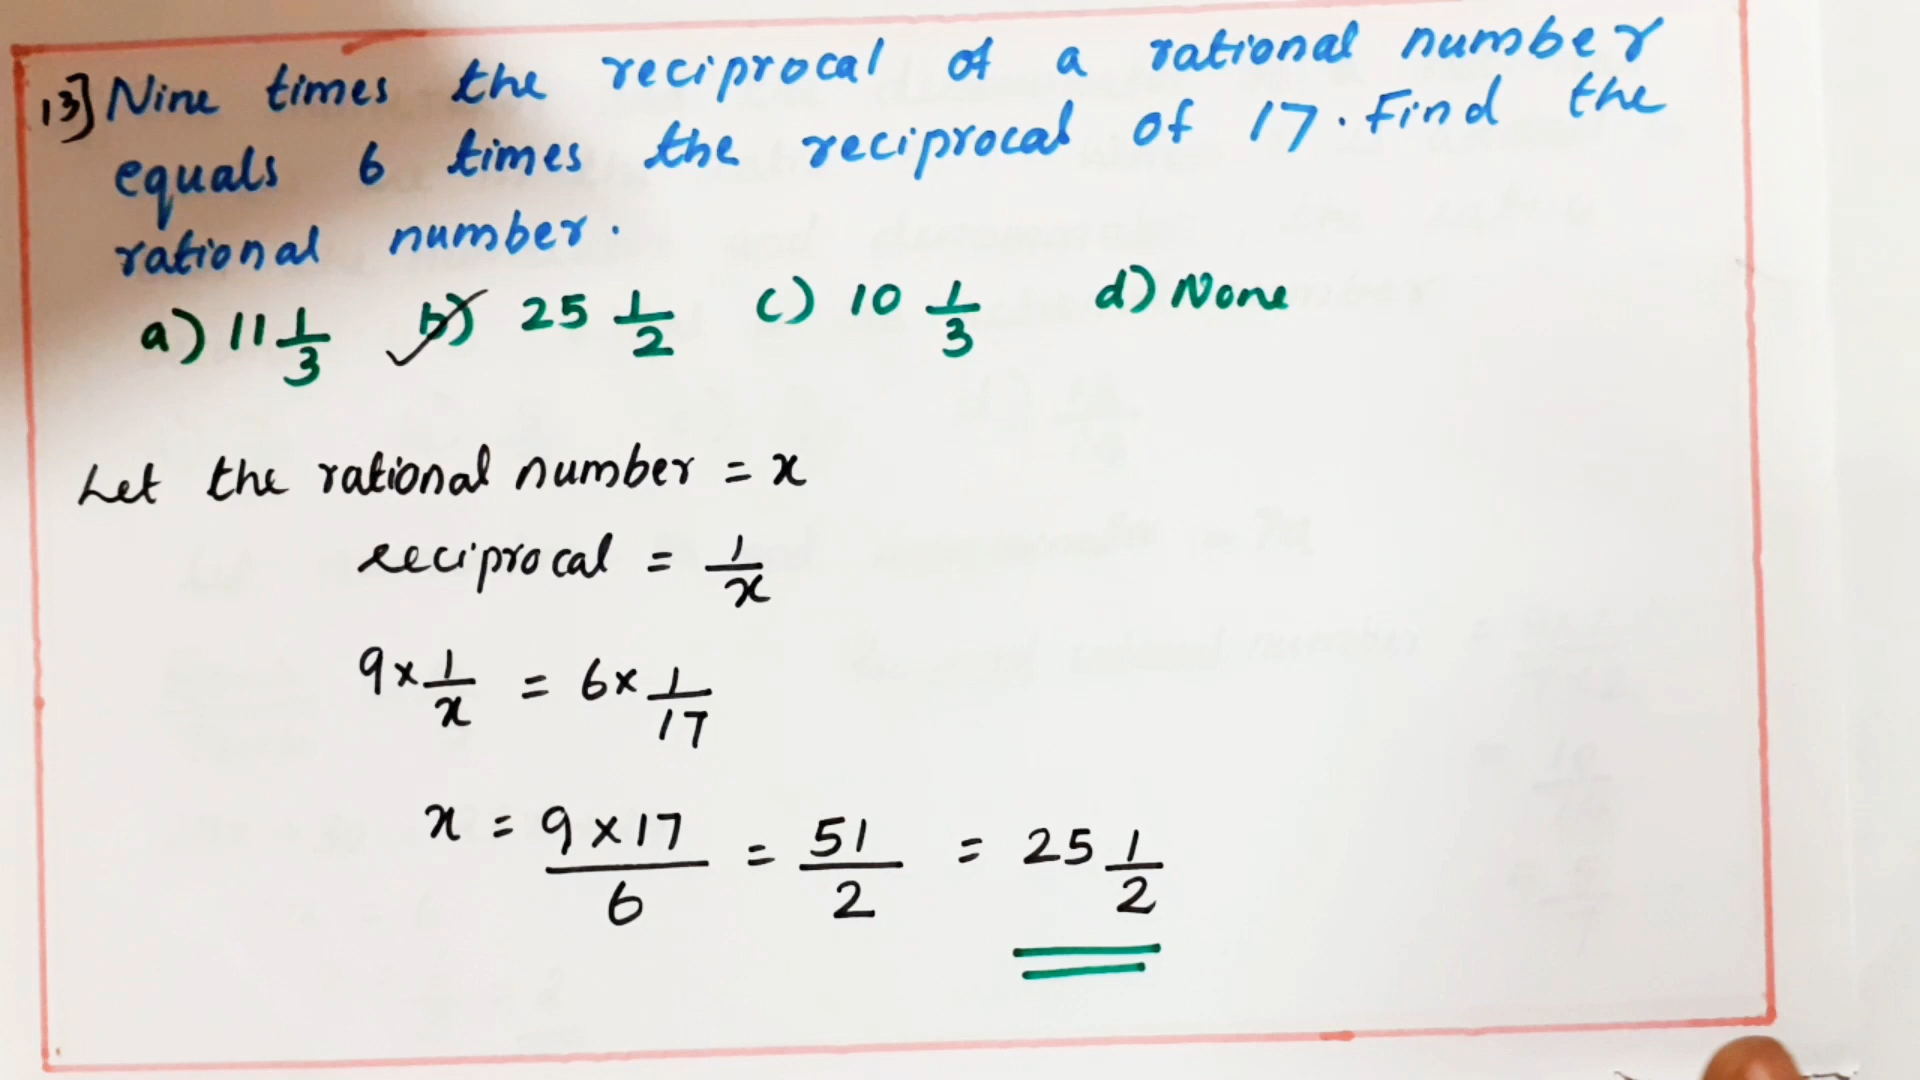 13] Nine times the reciprocal of a rational number
equals 6 times the reciprocal of 17. Find the
rational number.
a) 11 1/3 b) 25 1/2 c) 10 1/3 d) None
Let the rational number = x
reciprocal = 1/x
9 × 1/x = 6 × 1/17
x = 9 × 17 / 6 = 51/2 = 25 1/2